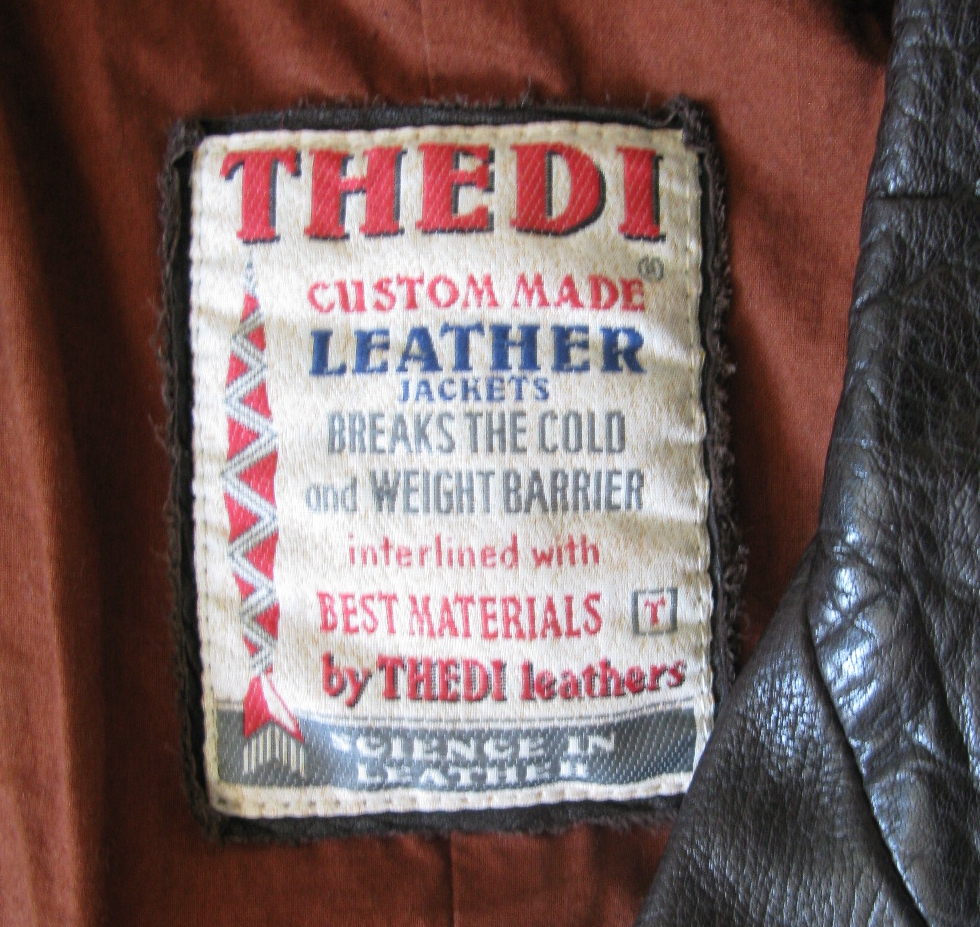 THEDI
®
CUSTOM MADE
LEATHER
JACKETS
BREAKS THE COLD
and WEIGHT BARRIER
interlined with
BEST MATERIALS T
by THEDI leathers
SCIENCE IN
LEATHER